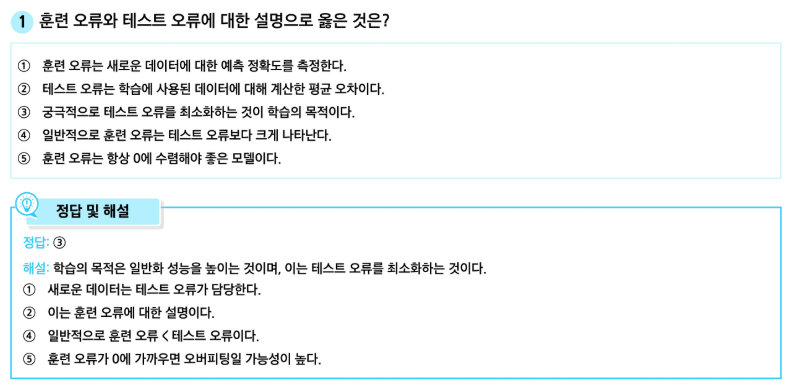 1 훈련 오류와 테스트 오류에 대한 설명으로 옳은 것은?
① 훈련 오류는 새로운 데이터에 대한 예측 정확도를 측정한다.
② 테스트 오류는 학습에 사용된 데이터에 대해 계산한 평균 오차이다.
③ 궁극적으로 테스트 오류를 최소화하는 것이 학습의 목적이다.
④ 일반적으로 훈련 오류는 테스트 오류보다 크게 나타난다.
⑤ 훈련 오류는 항상 0에 수렴해야 좋은 모델이다.
정답 및 해설
정답: ③
해설: 학습의 목적은 일반화 성능을 높이는 것이며, 이는 테스트 오류를 최소화하는 것이다.
① 새로운 데이터는 테스트 오류가 담당한다.
② 이는 훈련 오류에 대한 설명이다.
④ 일반적으로 훈련 오류 < 테스트 오류이다.
⑤ 훈련 오류가 0에 가까우면 오버피팅일 가능성이 높다.